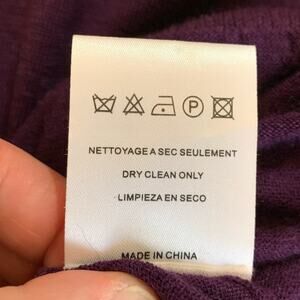 NETTOYAGE A SEC SEULEMENT
DRY CLEAN ONLY
LIMPIEZA EN SECO
MADE IN CHINA